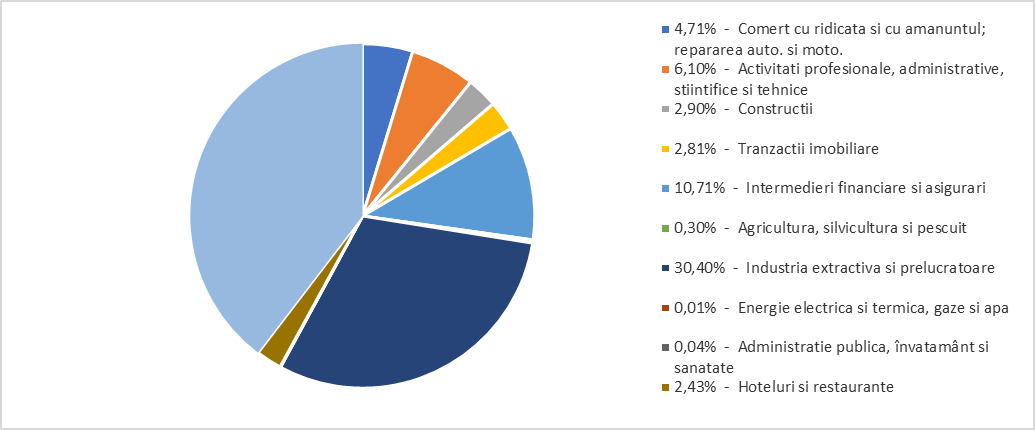 4,71% - Comert cu ridicata si cu amanuntul;
repararea auto. si moto.
6,10% - Activitati profesionale, administrative,
stiintifice si tehnice
2,90% - Constructii
2,81% - Tranzactii imobiliare
10,71% - Intermedieri financiare si asigurari
0,30% - Agricultura, silvicultura si pescuit
30,40% - Industria extractiva si prelucratoare
0,01% - Energie electrica si termica, gaze si apa
0,04% - Administratie publica, învatamânt si
sanatate
2,43% - Hoteluri si restaurante